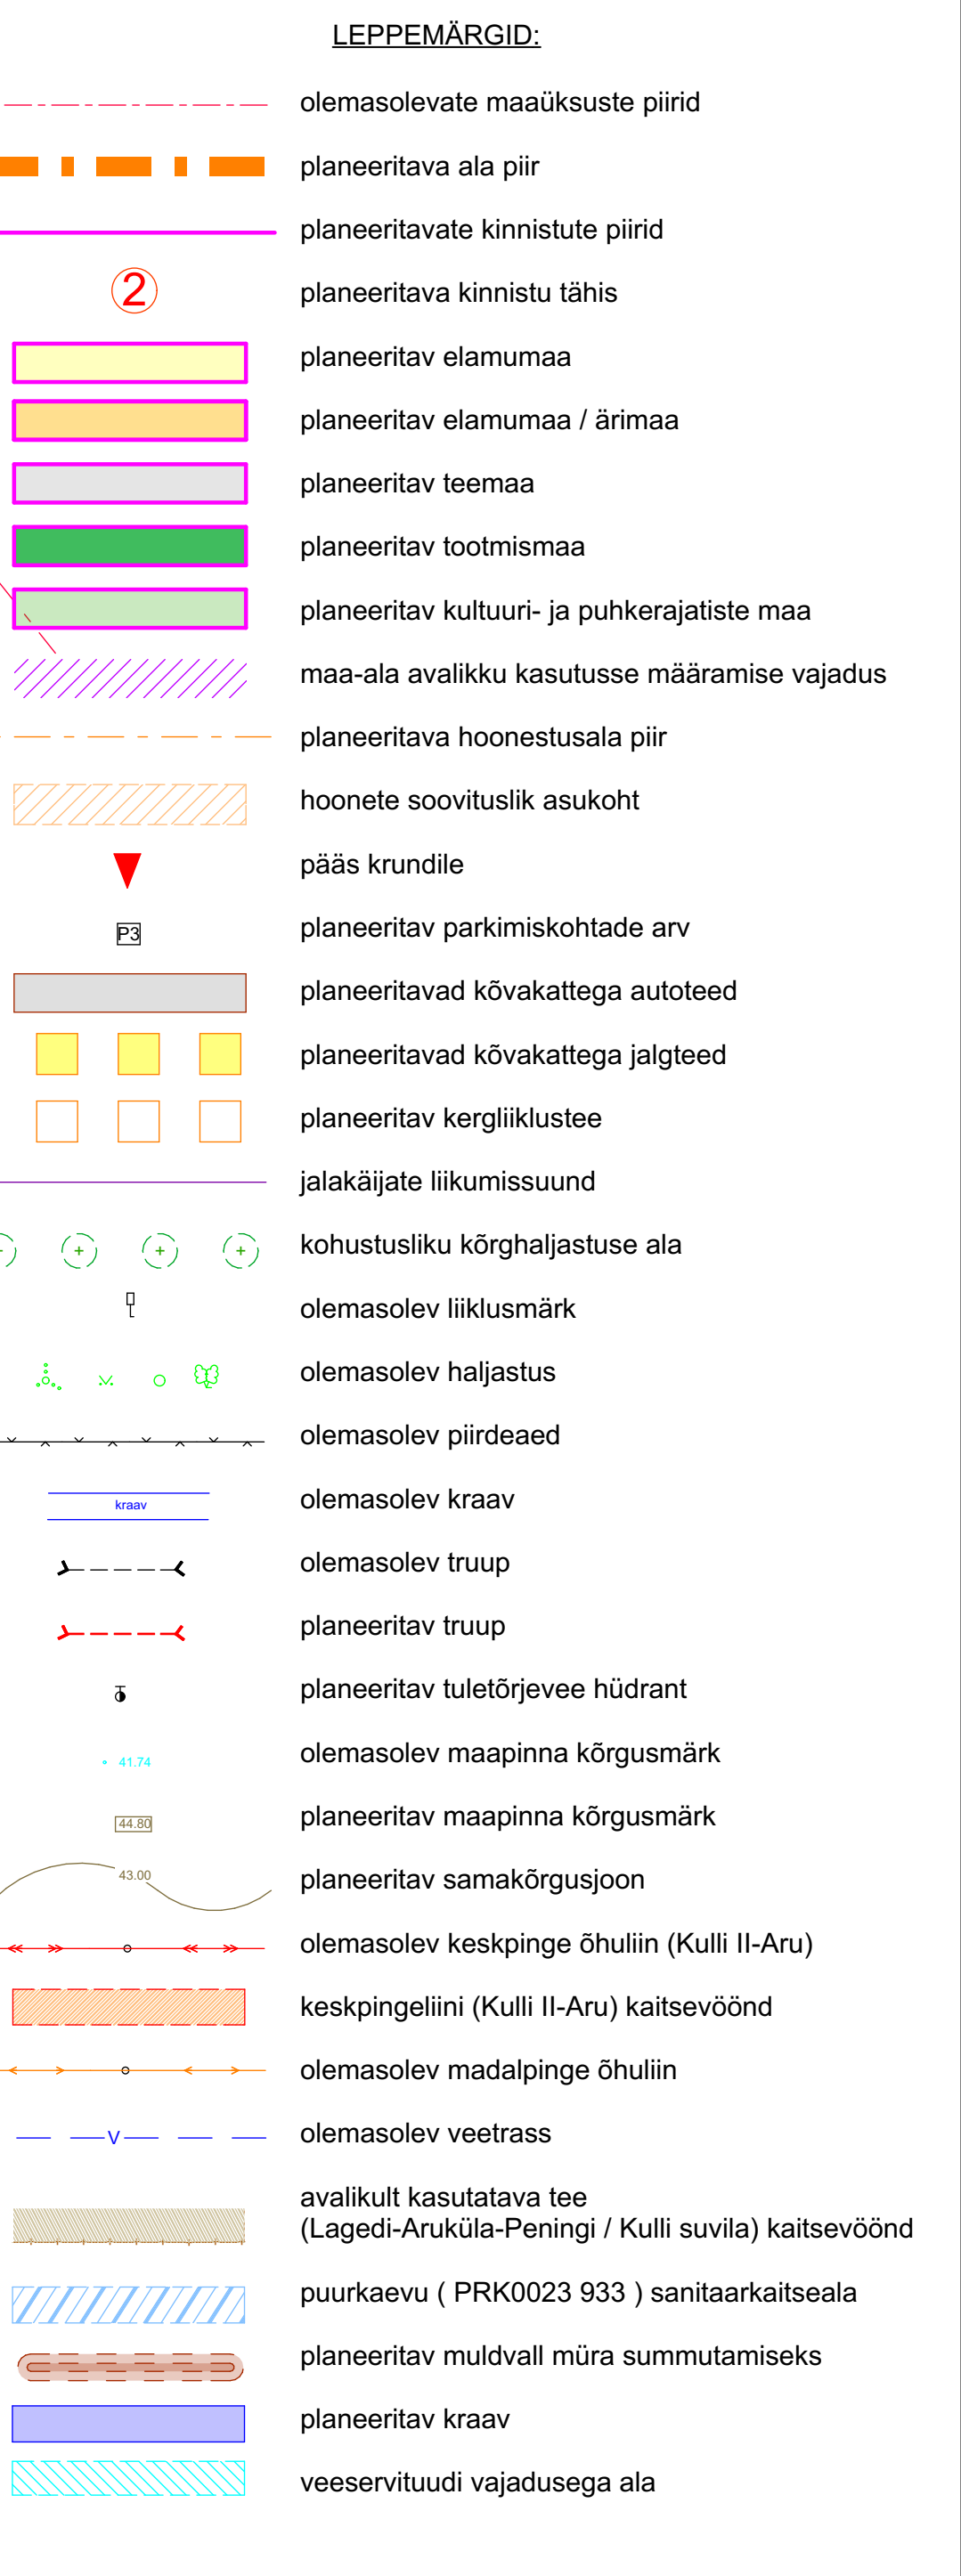 LEPPEMÄRGID:
olemasolevate maaüksuste piirid
planeeritava ala piir
planeeritavate kinnistute piirid
2 planeeritava kinnistu tähis
planeeritav elamumaa
planeeritav elamumaa / ärimaa
planeeritav teemaa
planeeritav tootmismaa
planeeritav kultuuri- ja puhkerajatiste maa
maa-ala avalikku kasutusse määramise vajadus
planeeritava hoonestusala piir
hoonete soovituslik asukoht
pääs krundile
P3 planeeritav parkimiskohtade arv
planeeritavad kõvakattega autoteed
planeeritavad kõvakattega jalgteed
planeeritav kergliiklustee
jalakäijate liikumissuund
kohustusliku kõrghaljastuse ala
olemasolev liiklusmärk
olemasolev haljastus
olemasolev piirdeaed
kraav olemasolev kraav
olemasolev truup
planeeritav truup
planeeritav tuletõrjevee hüdrant
41.74 olemasolev maapinna kõrgusmärk
44.80 planeeritav maapinna kõrgusmärk
43.00 planeeritav samakõrgusjoon
olemasolev keskpinge õhuliin (Kulli II-Aru)
keskpingeliini (Kulli II-Aru) kaitsevöönd
olemasolev madalpinge õhuliin
V olemasolev veetrass
avalikult kasutatava tee
(Lagedi-Aruküla-Peningi / Kulli suvila) kaitsevöönd
puurkaevu ( PRK0023 933 ) sanitaarkaitseala
planeeritav muldvall müra summutamiseks
planeeritav kraav
veeservituudi vajadusega ala